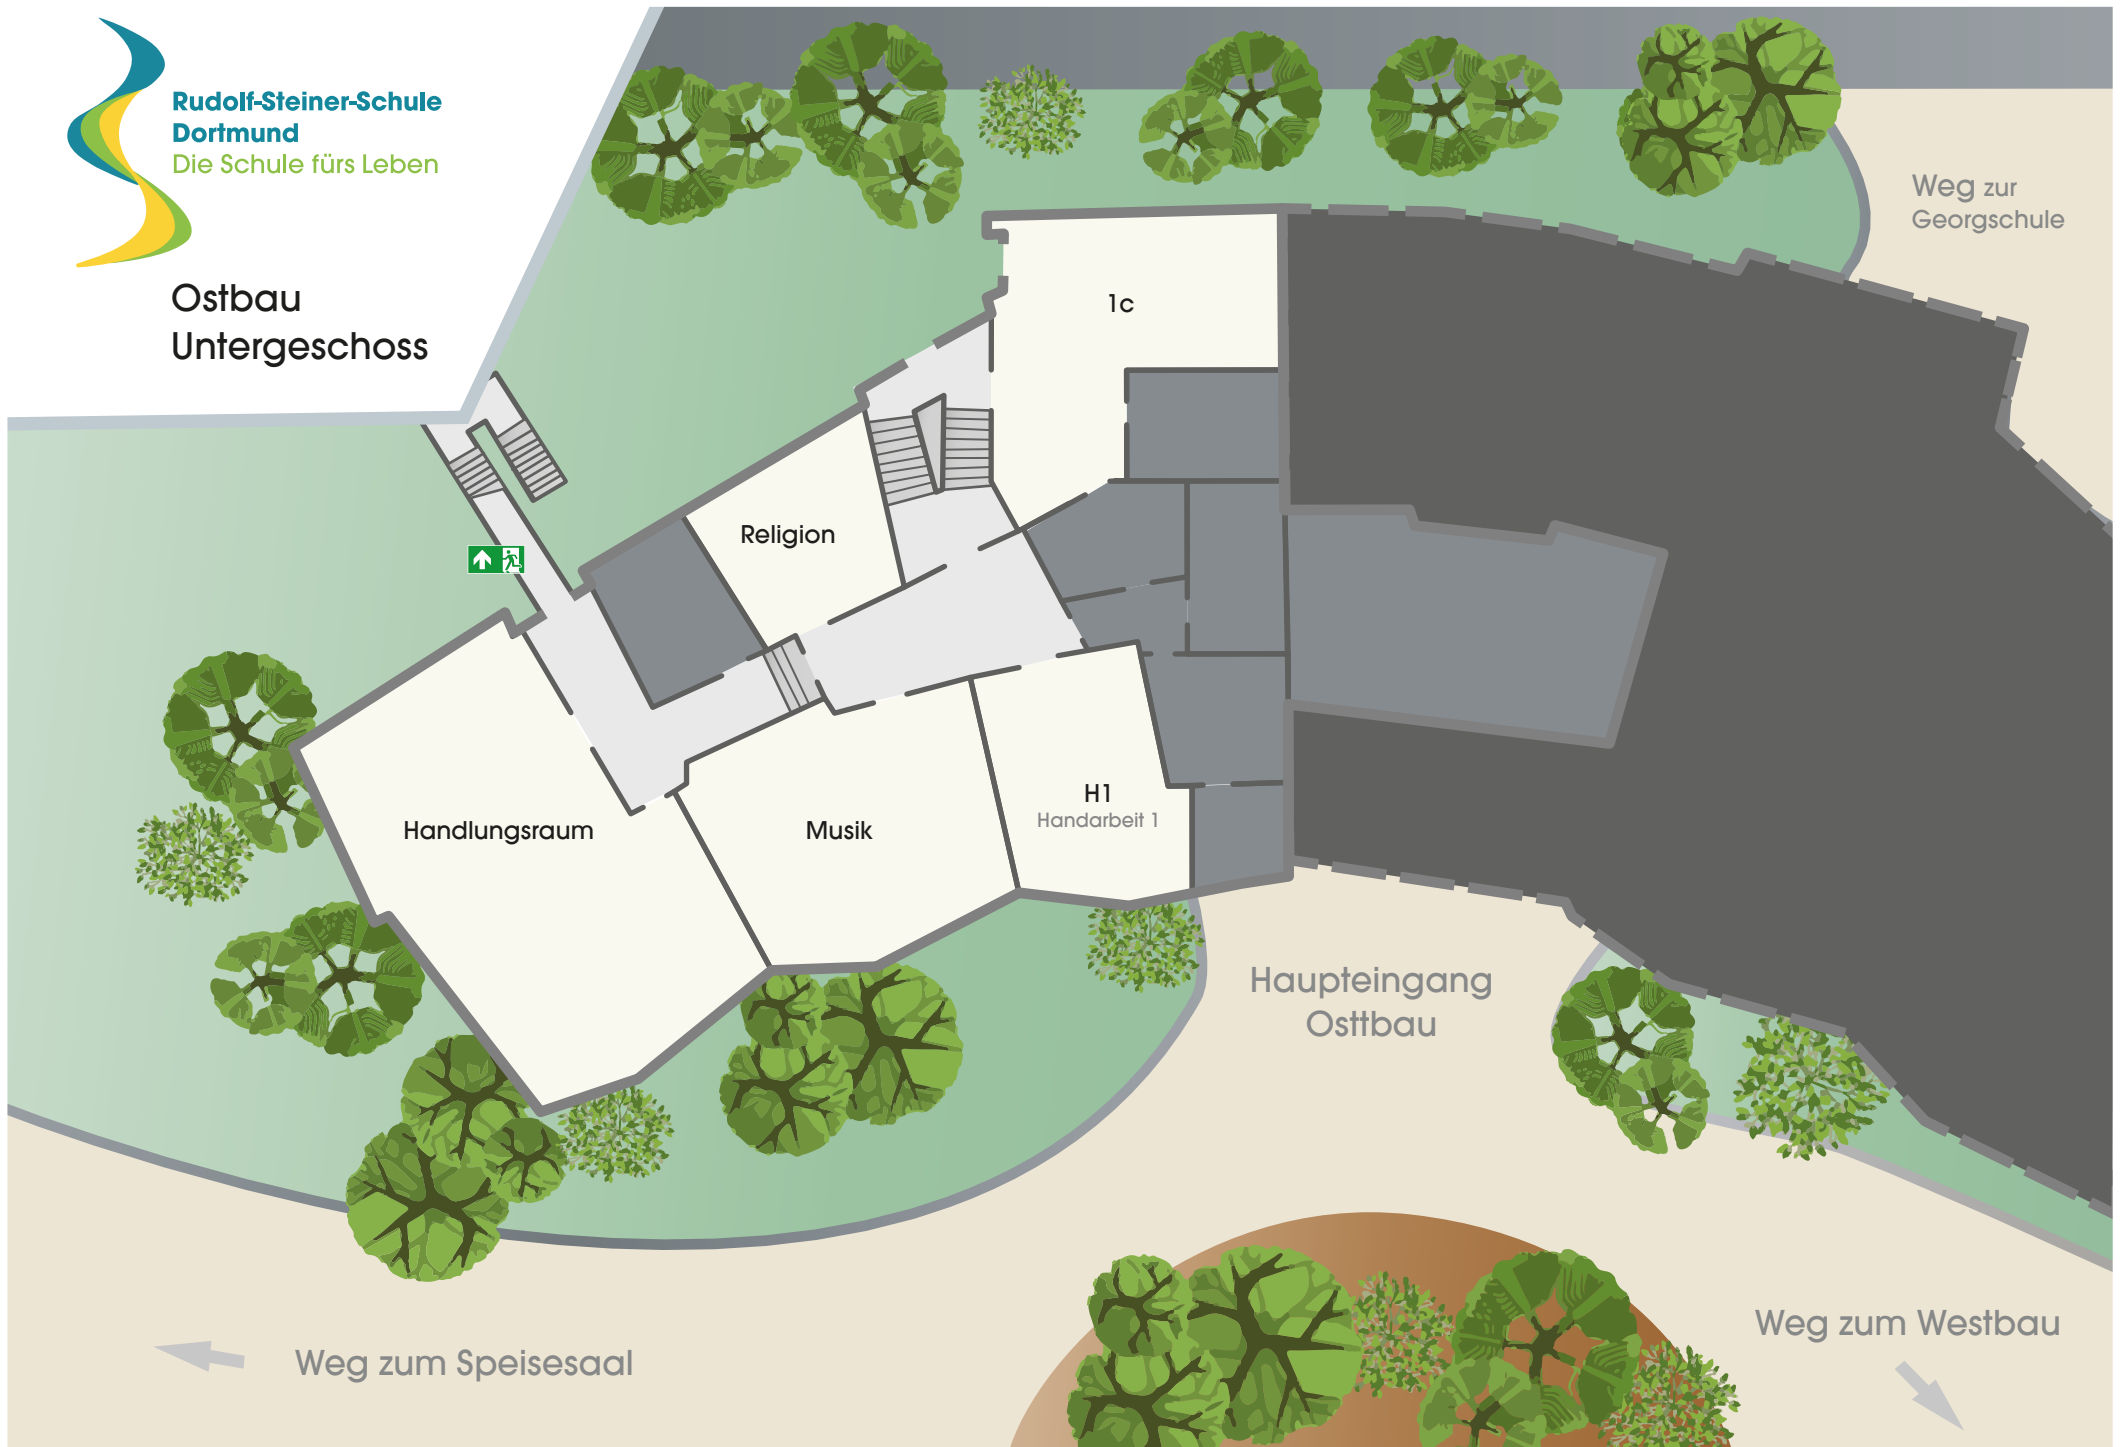 Rudolf-Steiner-Schule
Dortmund
Die Schule fürs Leben
Ostbau
Untergeschoss
Weg zur
Georgschule
1c
Religion
H1
Handarbeit 1
Handlungsraum
Musik
Haupteingang
Osttbau
Weg zum Westbau
Weg zum Speisesaal